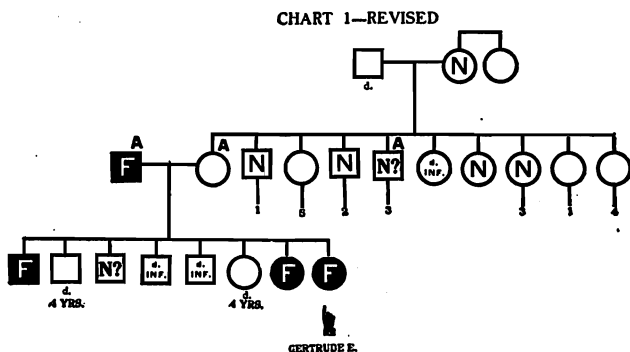 CHART 1—REVISED
N
d.
A
A
A
F
N
N
N?
d. INF.
N
N
1
5
2
3
3
1
4
F
N?
d. INF.
d. INF.
F
F
d.
4 YRS.
d.
4 YRS.
GERTRUDE E.